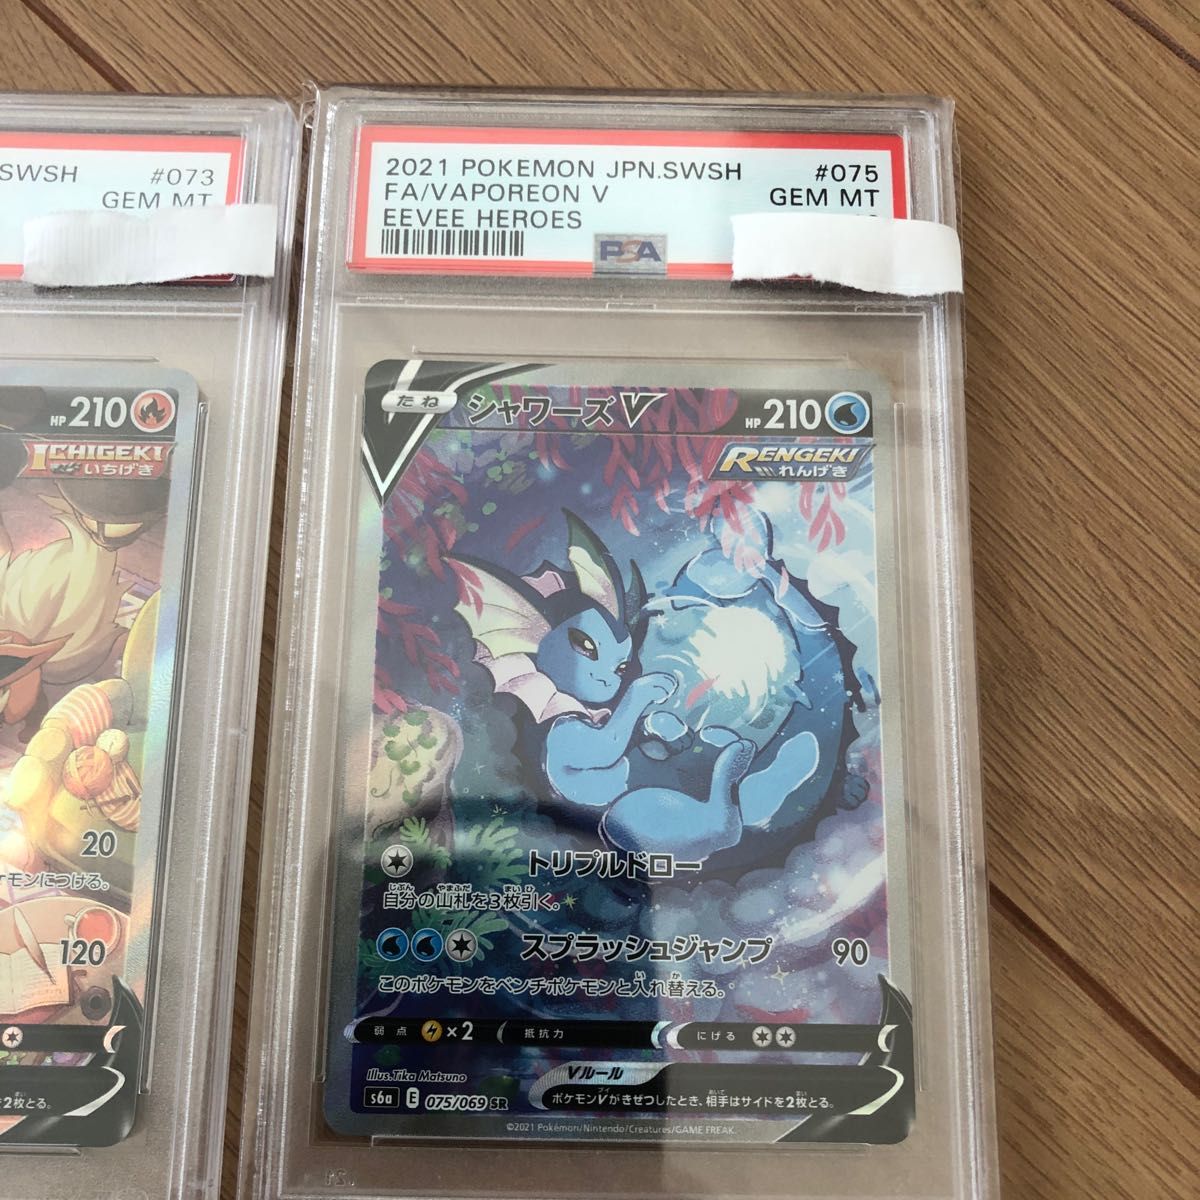 SWSH #073
GEM MT
HP 210
ICHIGEKI
いちげき
20
モンにつける。
120
2枚とる。
2021 POKEMON JPN.SWSH #075
FA/VAPOREON V GEM MT
EEVEE HEROES
PSA
たね シャワーズV HP 210
RENGEKI
れんげき
トリプルドロー
自分の山札を3枚引く。
スプラッシュジャンプ 90
このポケモンをベンチポケモンと入れ替える。
弱点 ×2 抵抗力 にげる
Illus.Tika Matsuno
Vルール
s6a E 075/069 SR
ポケモンVがきぜつしたとき、相手はサイドを2枚とる。
©2021 Pokémon/Nintendo/Creatures/GAME FREAK.